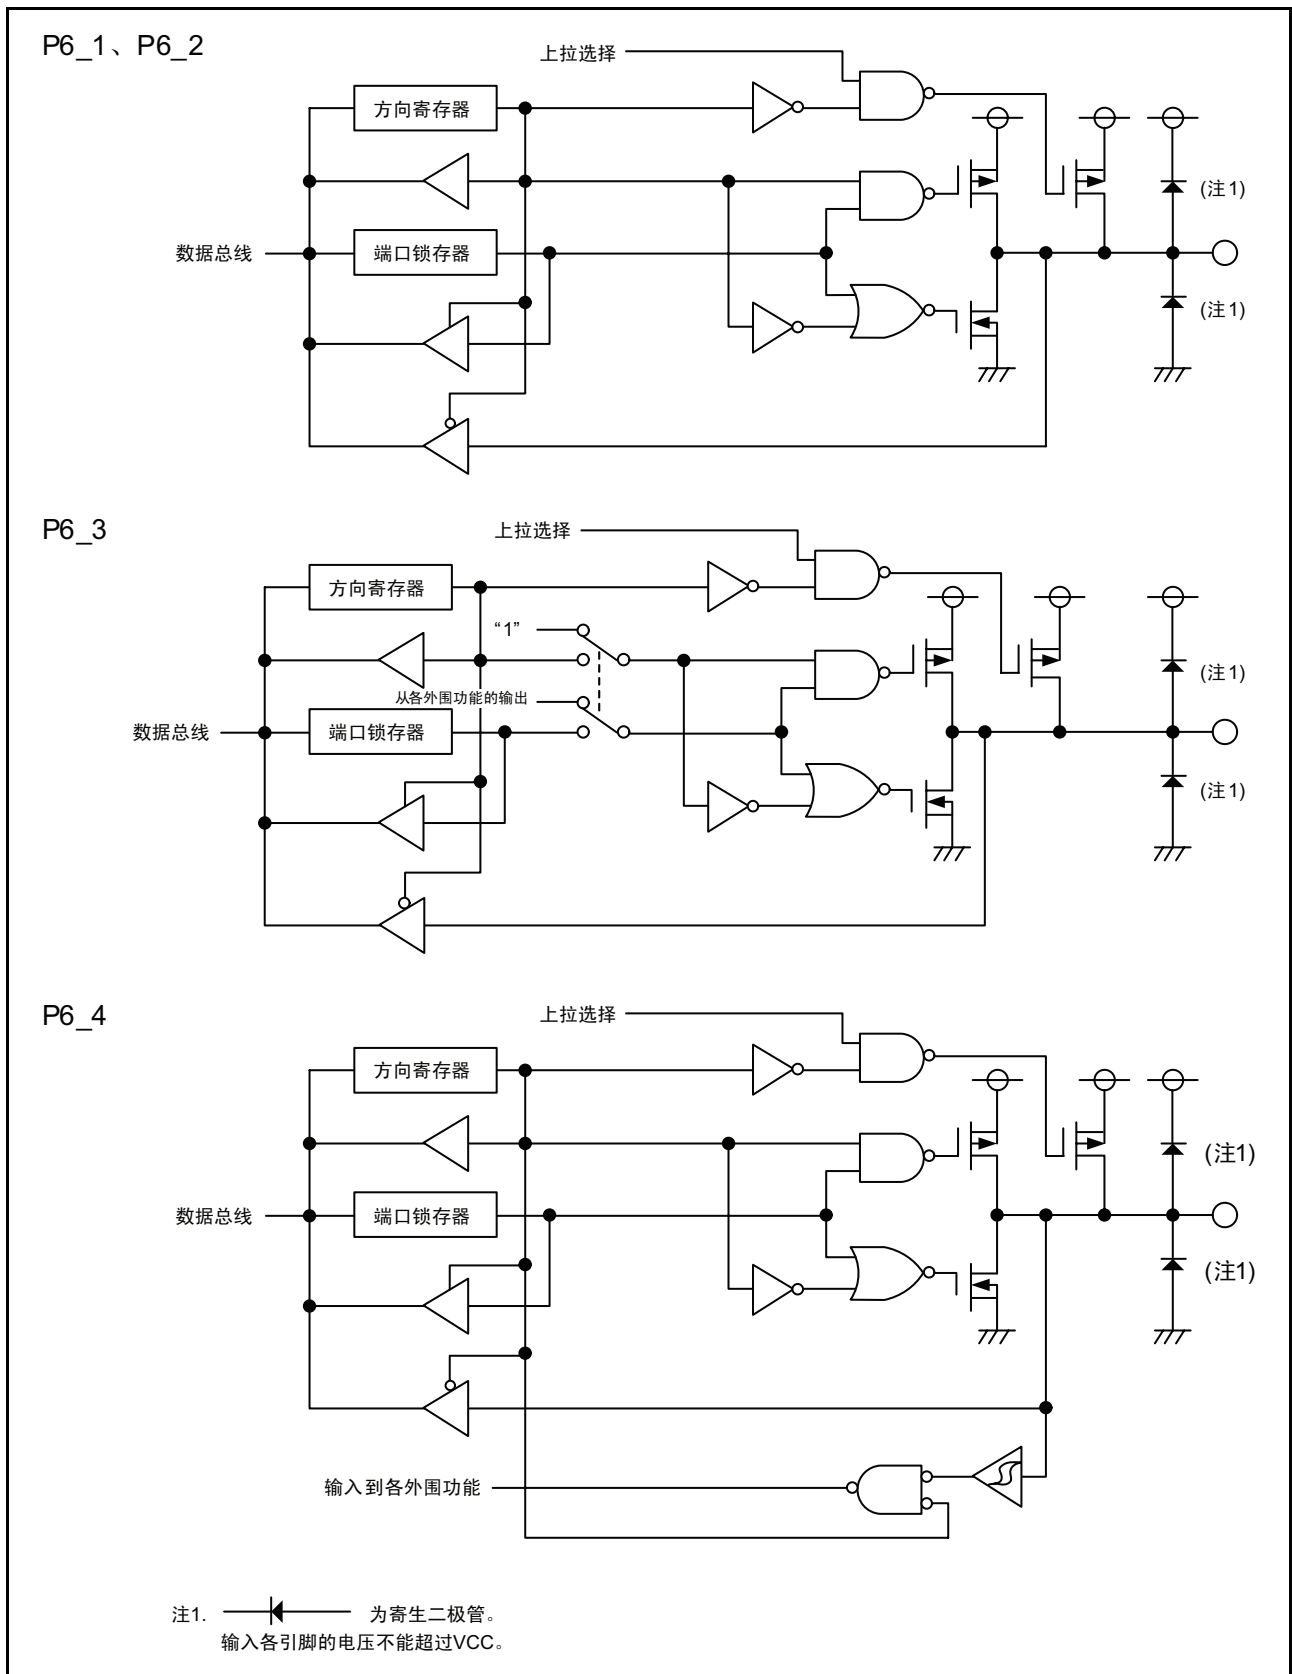 P6_1、P6_2
上拉选择
方向寄存器
(注1)
数据总线
端口锁存器
(注1)
P6_3
上拉选择
方向寄存器
“1”
(注1)
从各外围功能的输出
数据总线
端口锁存器
(注1)
P6_4
上拉选择
方向寄存器
(注1)
数据总线
端口锁存器
(注1)
输入到各外围功能
注1. 为寄生二极管。
输入各引脚的电压不能超过VCC。